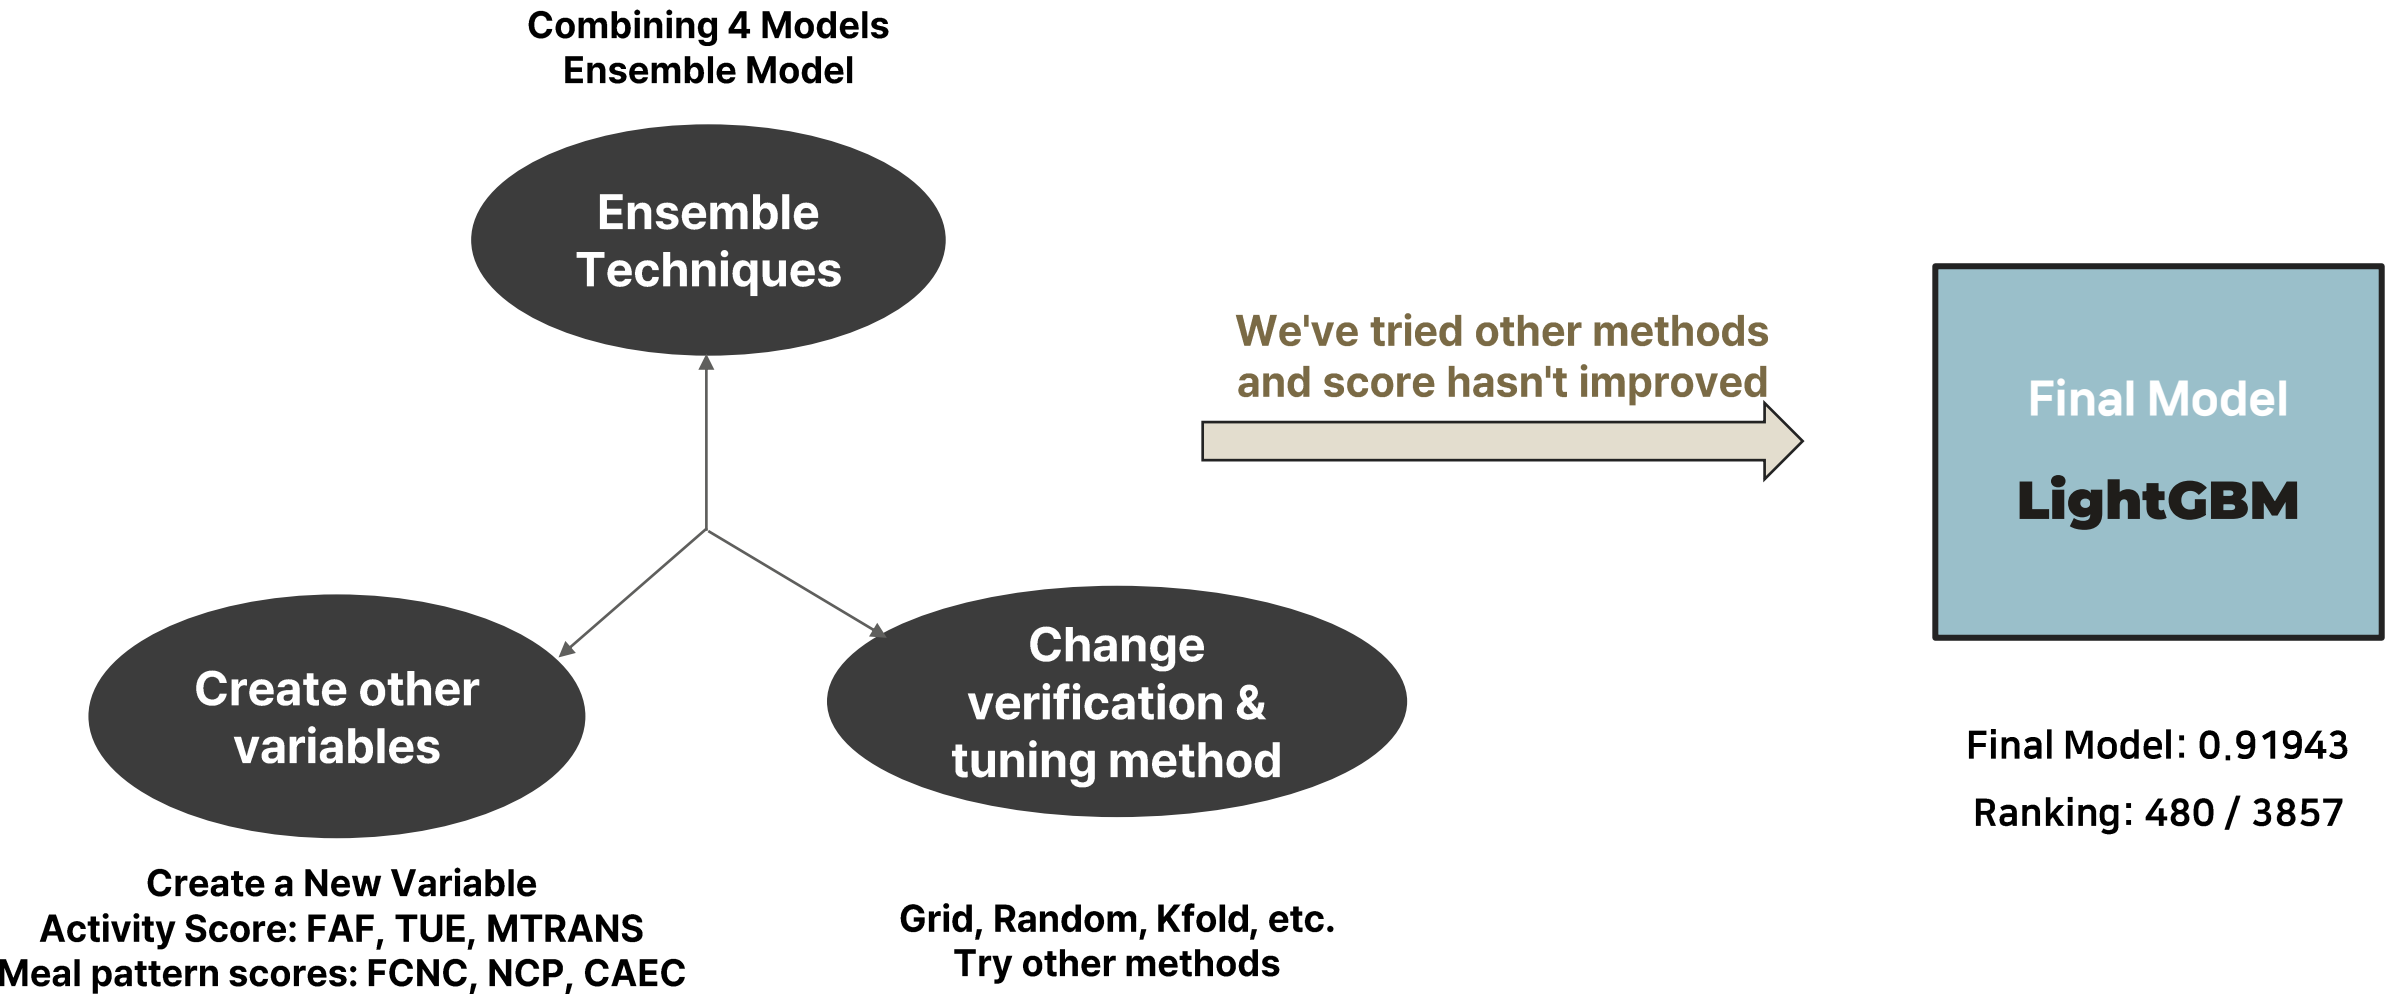 Combining 4 Models
Ensemble Model
Ensemble
Techniques
We've tried other methods
and score hasn't improved
Final Model
LightGBM
Create other
variables
Change
verification &
tuning method
Final Model: 0.91943
Ranking: 480 / 3857
Create a New Variable
Activity Score: FAF, TUE, MTRANS
Meal pattern scores: FCNC, NCP, CAEC
Grid, Random, Kfold, etc.
Try other methods